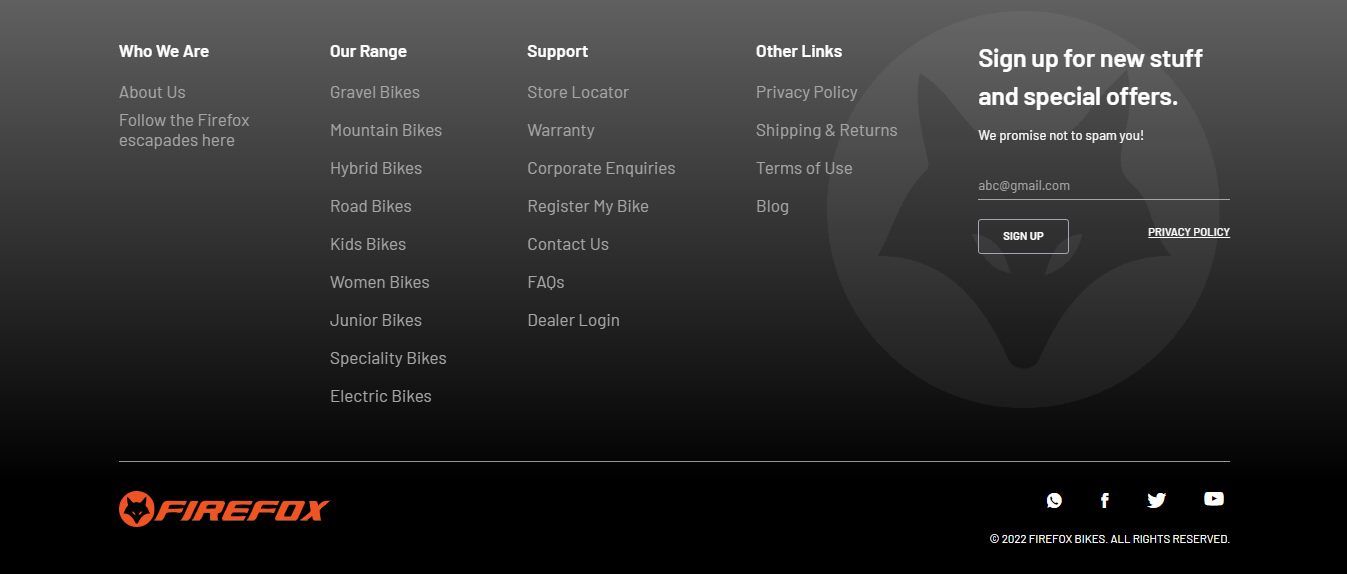 Who We Are
About Us
Follow the Firefox
escapades here
Our Range
Gravel Bikes
Mountain Bikes
Hybrid Bikes
Road Bikes
Kids Bikes
Women Bikes
Junior Bikes
Speciality Bikes
Electric Bikes
Support
Store Locator
Warranty
Corporate Enquiries
Register My Bike
Contact Us
FAQs
Dealer Login
Other Links
Privacy Policy
Shipping & Returns
Terms of Use
Blog
Sign up for new stuff
and special offers.
We promise not to spam you!
abc@gmail.com
SIGN UP
PRIVACY POLICY
FIREFOX
© 2022 FIREFOX BIKES. ALL RIGHTS RESERVED.